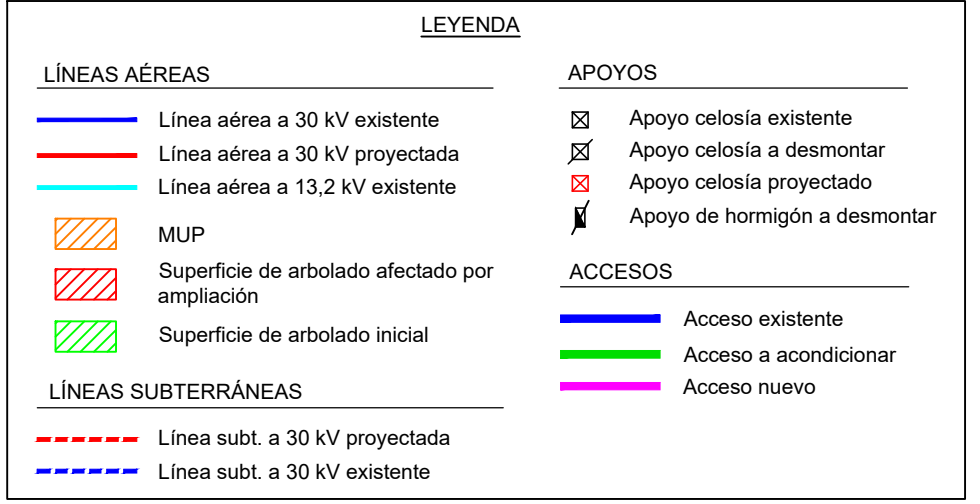 LEYENDA
LÍNEAS AÉREAS
Línea aérea a 30 kV existente
Línea aérea a 30 kV proyectada
Línea aérea a 13,2 kV existente
MUP
Superficie de arbolado afectado por
ampliación
Superficie de arbolado inicial
LÍNEAS SUBTERRÁNEAS
Línea subt. a 30 kV proyectada
Línea subt. a 30 kV existente
APOYOS
Apoyo celosía existente
Apoyo celosía a desmontar
Apoyo celosía proyectado
Apoyo de hormigón a desmontar
ACCESOS
Acceso existente
Acceso a acondicionar
Acceso nuevo